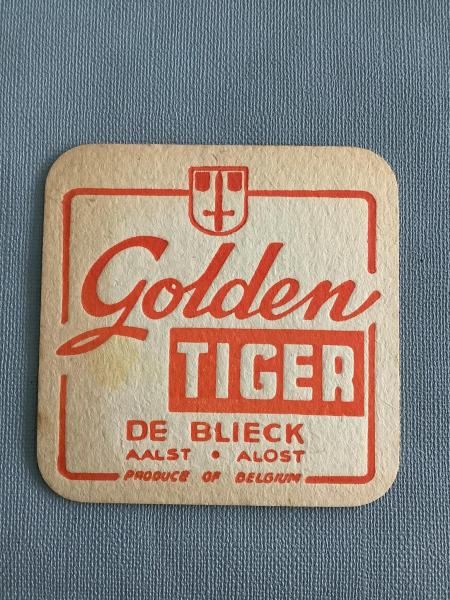 Golden
TIGER
DE BLIECK
AALST • ALOST
PRODUCE OF BELGIUM